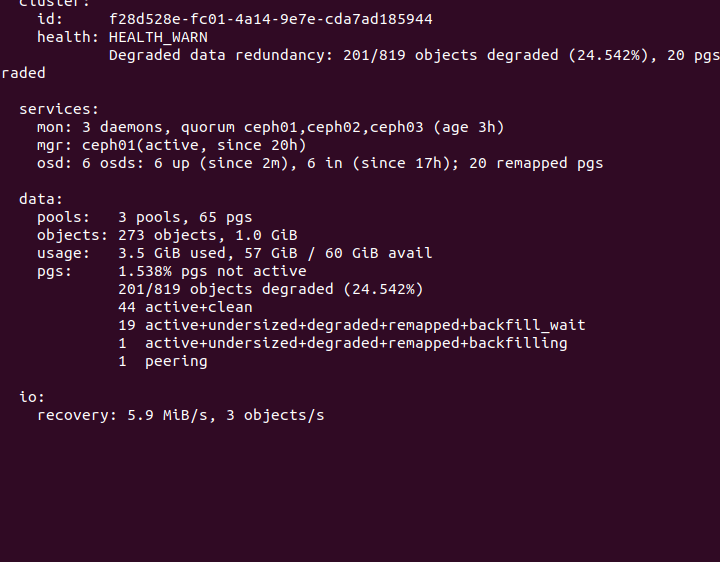 cluster:
id: f28d528e-fc01-4a14-9e7e-cda7ad185944
health: HEALTH_WARN
Degraded data redundancy: 201/819 objects degraded (24.542%), 20 pgs
raded
services:
mon: 3 daemons, quorum ceph01,ceph02,ceph03 (age 3h)
mgr: ceph01(active, since 20h)
osd: 6 osds: 6 up (since 2m), 6 in (since 17h); 20 remapped pgs
data:
pools: 3 pools, 65 pgs
objects: 273 objects, 1.0 GiB
usage: 3.5 GiB used, 57 GiB / 60 GiB avail
pgs: 1.538% pgs not active
201/819 objects degraded (24.542%)
44 active+clean
19 active+undersized+degraded+remapped+backfill_wait
1 active+undersized+degraded+remapped+backfilling
1 peering
io:
recovery: 5.9 MiB/s, 3 objects/s